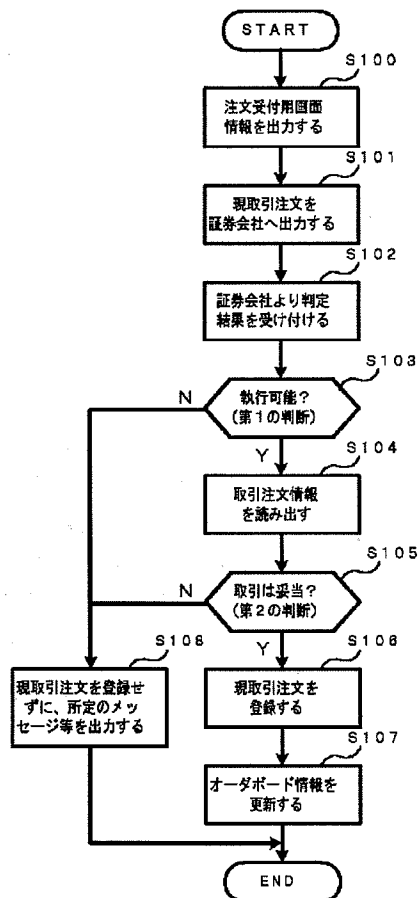 START
S100
注文受付用画面
情報を出力する
S101
現取引注文を
証券会社へ出力する
S102
証券会社より判定
結果を受け付ける
S103
執行可能?
(第1の判断)
N
Y
S104
取引注文情報
を読み出す
S105
取引は妥当?
(第2の判断)
N
Y
S106
現取引注文を
登録する
S108
現取引注文を登録せ
ずに、所定のメッ
セージ等を出力する
S107
オーダボード情報を
更新する
END